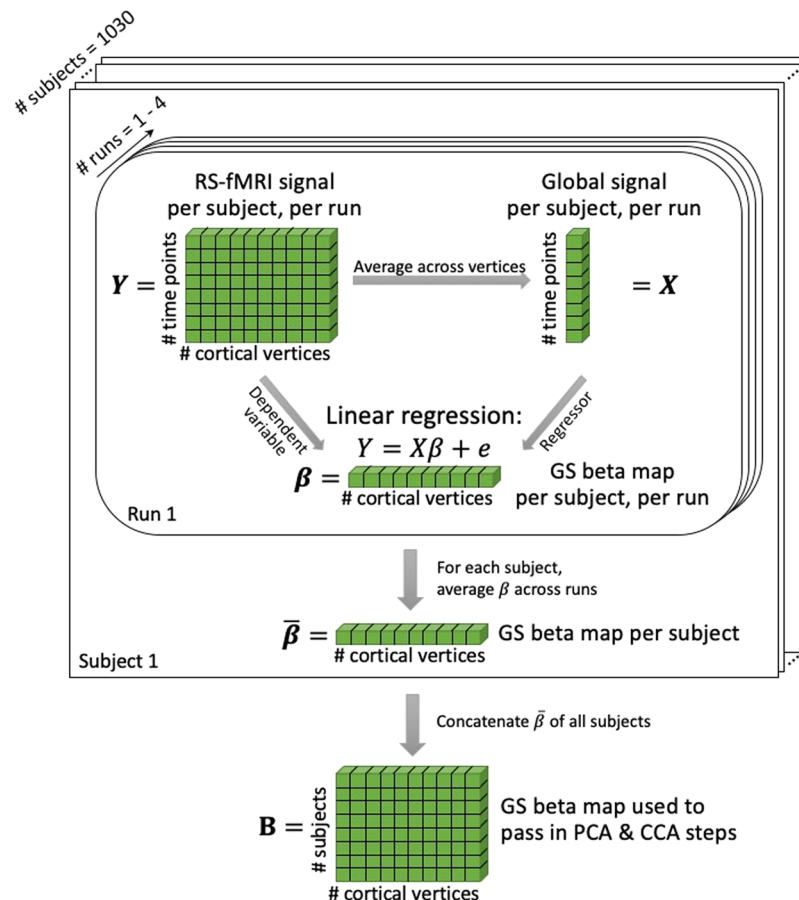 # subjects = 1030
...
...
# runs = 1 - 4
RS-fMRI signal
per subject, per run
Global signal
per subject, per run
Y =
# time points
Average across vertices
# time points
= X
# cortical vertices
Dependent
variable
Linear regression:
Regressor
Y = Xβ + e
β =
GS beta map
per subject, per run
# cortical vertices
Run 1
For each subject,
average β across runs
β̅ =
GS beta map per subject
# cortical vertices
Subject 1
...
Concatenate β̅ of all subjects
B =
# subjects
GS beta map used to
pass in PCA & CCA steps
# cortical vertices